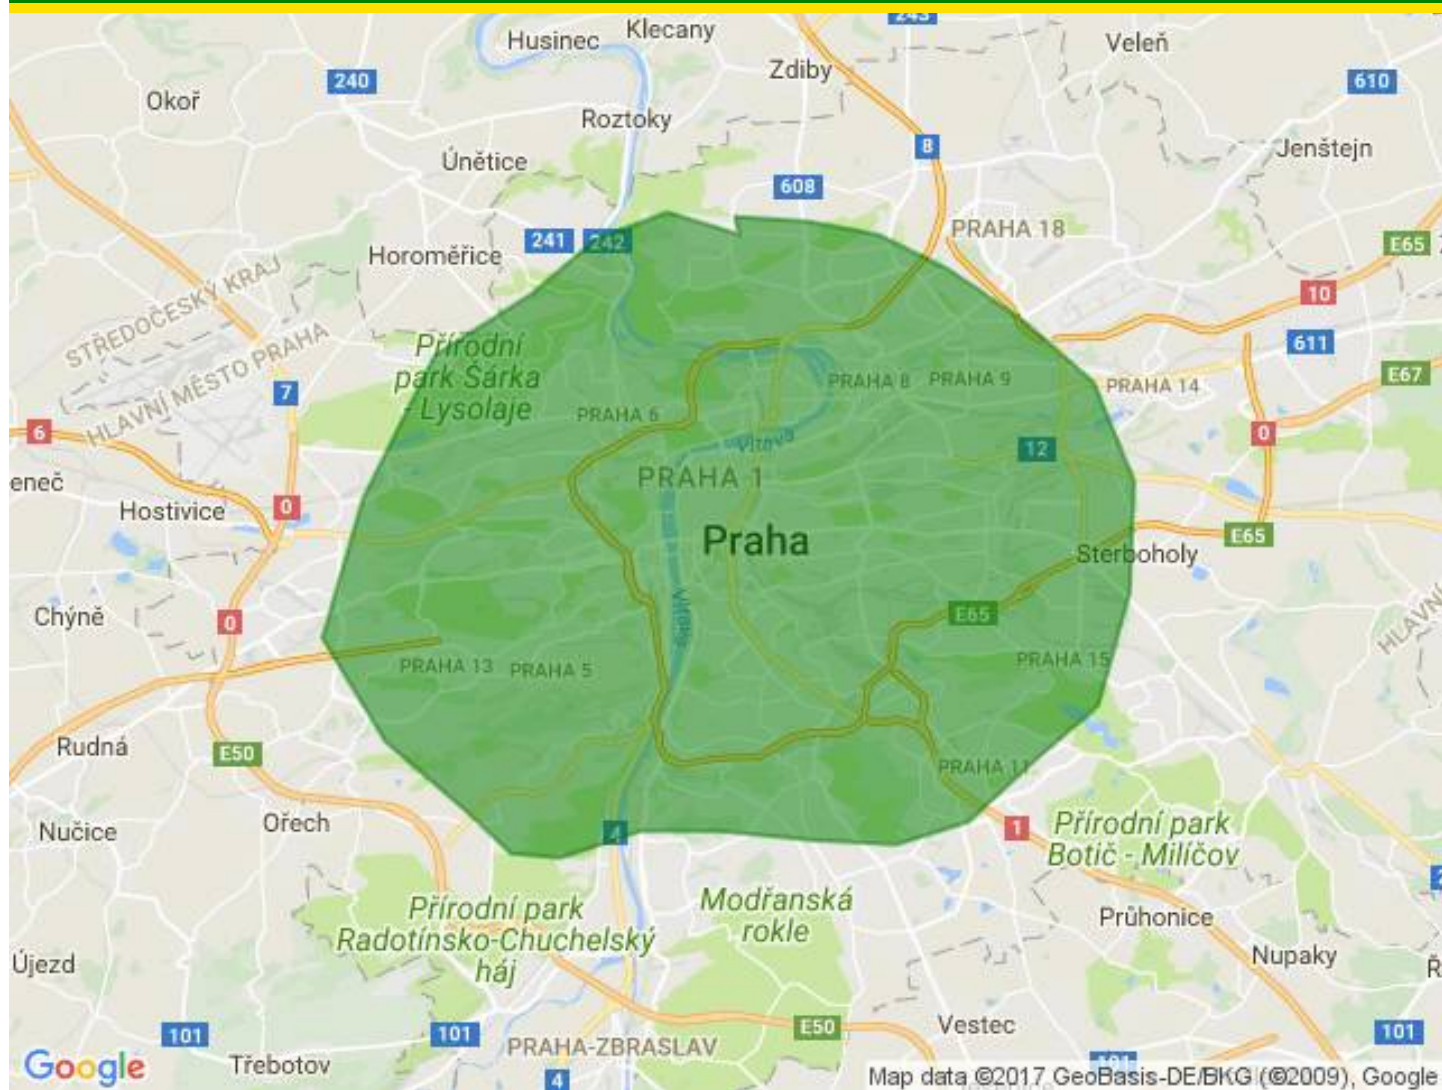 243
Klecany
Husinec
Veleň
Zdiby
240
610
Okoř
Roztoky
8
Jenštejn
Únětice
608
PRAHA 18
241
242
E65
Horoměřice
10
STŘEDOČESKÝ KRAJ
HLAVNÍ MĚSTO PRAHA
611
Přírodní
park Šárka
- Lysolaje
E67
PRAHA 8
PRAHA 9
PRAHA 14
7
PRAHA 6
6
0
Vltava
12
PRAHA 1
eneč
Hostivice
0
E65
Praha
Štěrboholy
Chýně
0
E65
Vltava
HLAVNÍ
PRAHA 13
PRAHA 5
PRAHA 15
Rudná
E50
PRAHA 11
Nučice
Ořech
4
1
Přírodní park
Botič - Milíčov
Přírodní park
Radotínsko-Chuchelský
háj
Modřanská
rokle
Průhonice
Újezd
Nupaky
Ř
101
101
E50
Vestec
101
PRAHA-ZBRASLAV
Třebotov
4
101
Google
Map data ©2017 GeoBasis-DE/BKG (©2009), Google